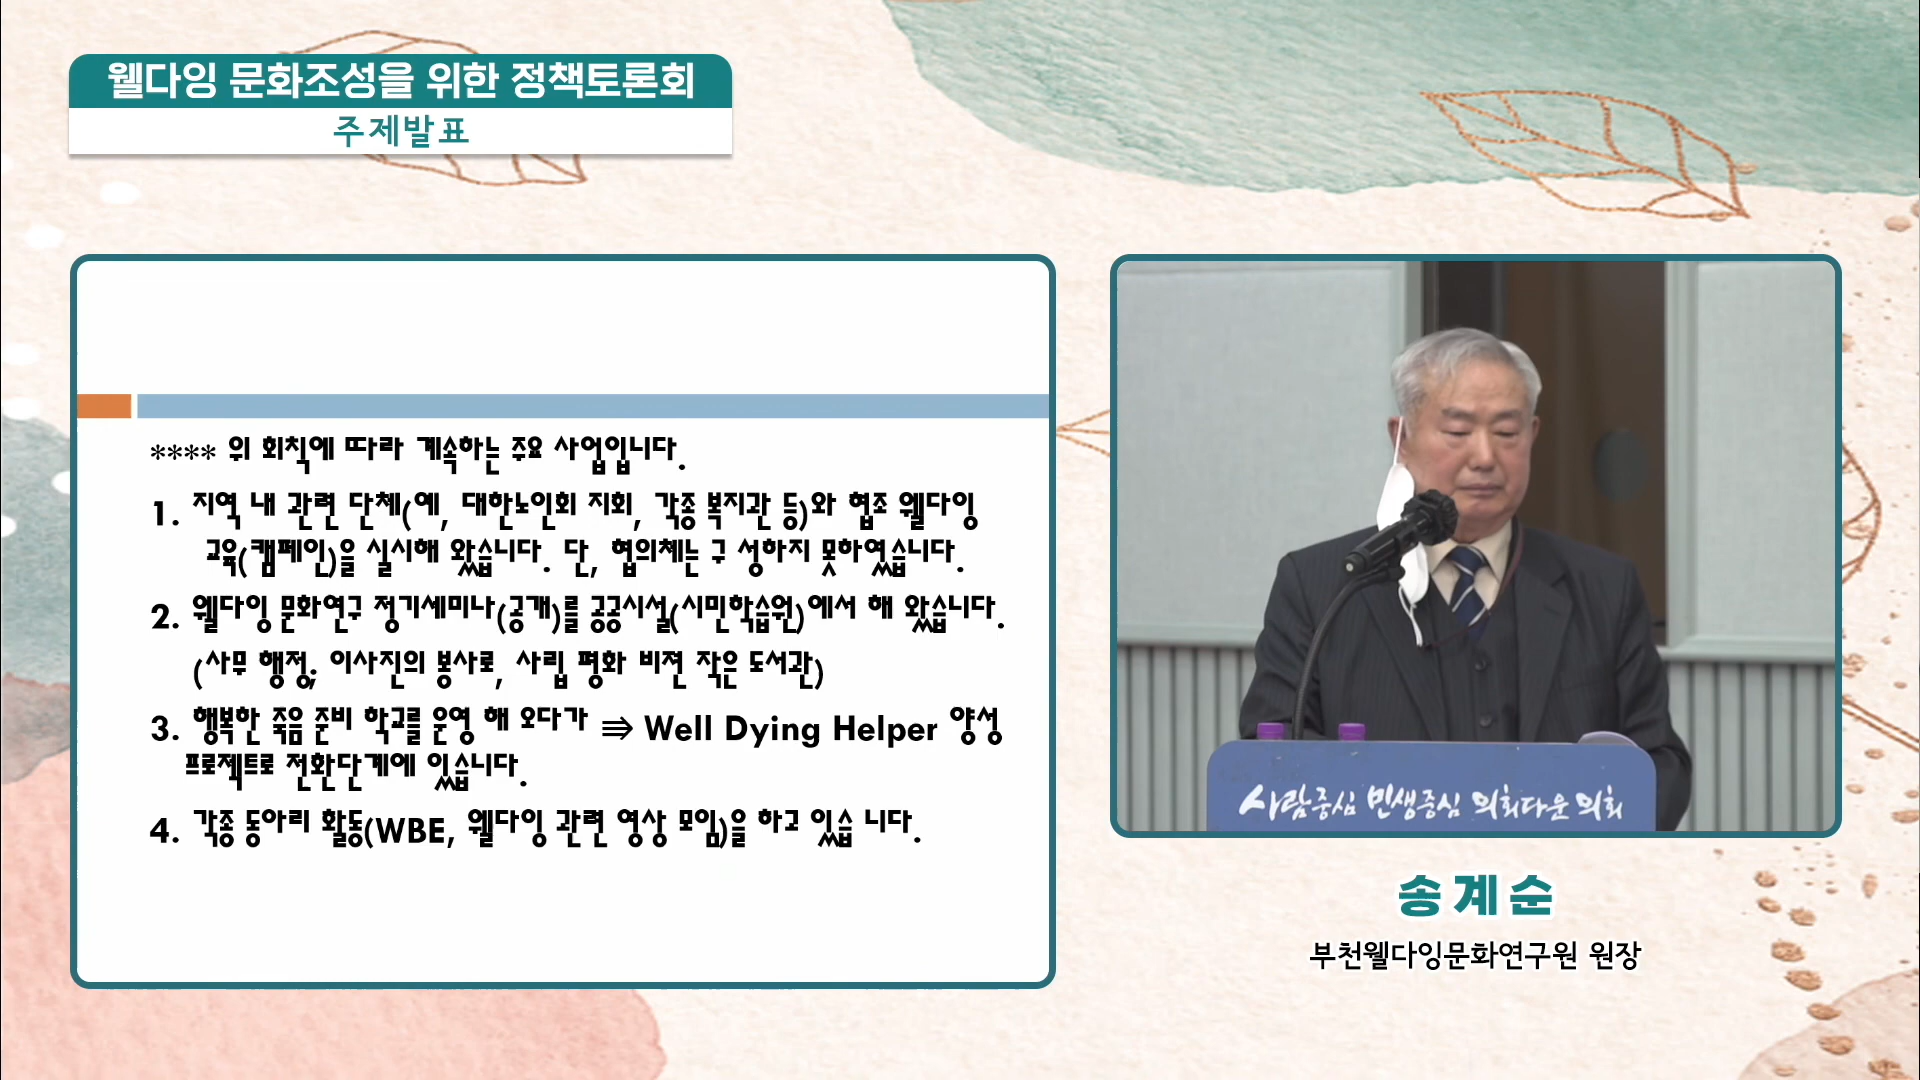 웰다잉 문화조성을 위한 정책토론회
주제발표
**** 위 회칙에 따라 계속하는 주요 사업입니다.
1. 지역 내 관련 단체(예, 대한노인회 지회, 각종 복지관 등)와 협조 웰다잉
교육(캠페인)을 실시해 왔습니다. 단, 협의체는 구 성하지 못하였습니다.
2. 웰다잉 문화연구 정기세미나(공개)를 공공시설(시민학습원)에서 해 왔습니다.
(사무 행정; 이사진의 봉사로, 사립 평화 비젼 작은 도서관)
3. 행복한 죽음 준비 학교를 운영 해 오다가 ⇒ Well Dying Helper 양성
프로젝트로 전환단계에 있습니다.
4. 각종 동아리 활동(WBE, 웰다잉 관련 영상 모임)을 하고 있습 니다.
사람중심 민생중심 의회다운 의회
송계순
부천웰다잉문화연구원 원장